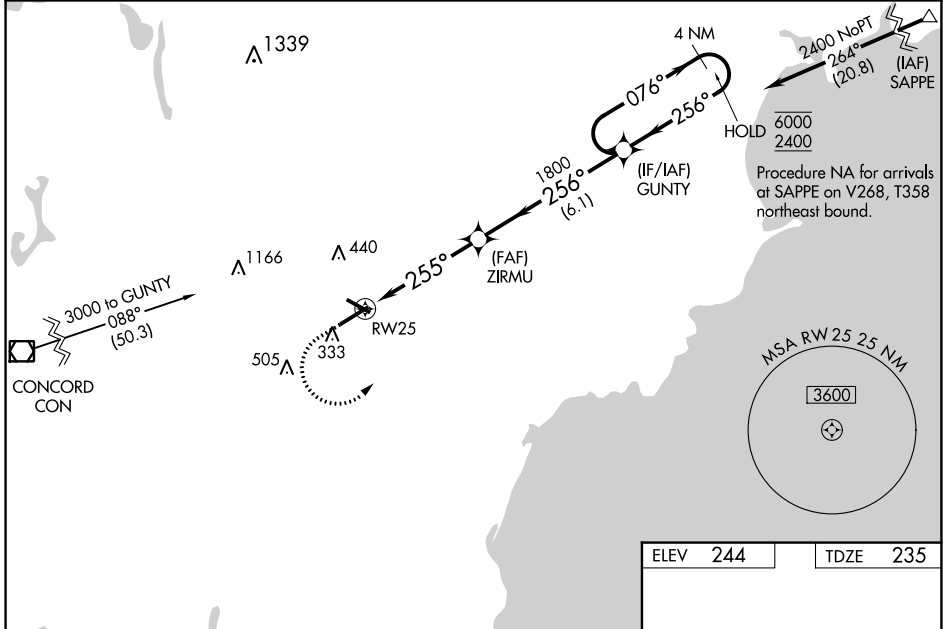 1339
4 NM
2400 NoPT
264°
(20.8)
(IAF)
SAPPE
076°
256°
HOLD
6000
2400
Procedure NA for arrivals
at SAPPE on V268, T358
northeast bound.
(IF/IAF)
GUNTY
1800
256°
(6.1)
(FAF)
ZIRMU
440
1166
255°
3000 to GUNTY
088°
(50.3)
RW25
333
505
CONCORD
CON
MSA RW 25 25 NM
3600
ELEV 244
TDZE 235